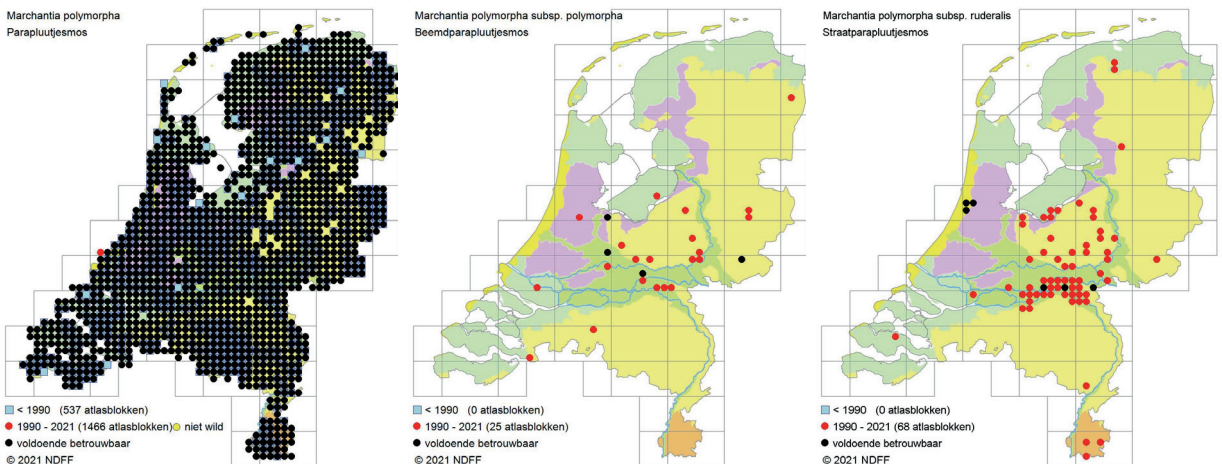 Marchantia polymorpha
Parapluutjesmos
< 1990 (537 atlasblokken)
1990 - 2021 (1466 atlasblokken) niet wild
voldoende betrouwbaar
© 2021 NDFF
Marchantia polymorpha subsp. polymorpha
Beemdparapluutjesmos
< 1990 (0 atlasblokken)
1990 - 2021 (25 atlasblokken)
voldoende betrouwbaar
© 2021 NDFF
Marchantia polymorpha subsp. ruderalis
Straatparapluutjesmos
< 1990 (0 atlasblokken)
1990 - 2021 (68 atlasblokken)
voldoende betrouwbaar
© 2021 NDFF